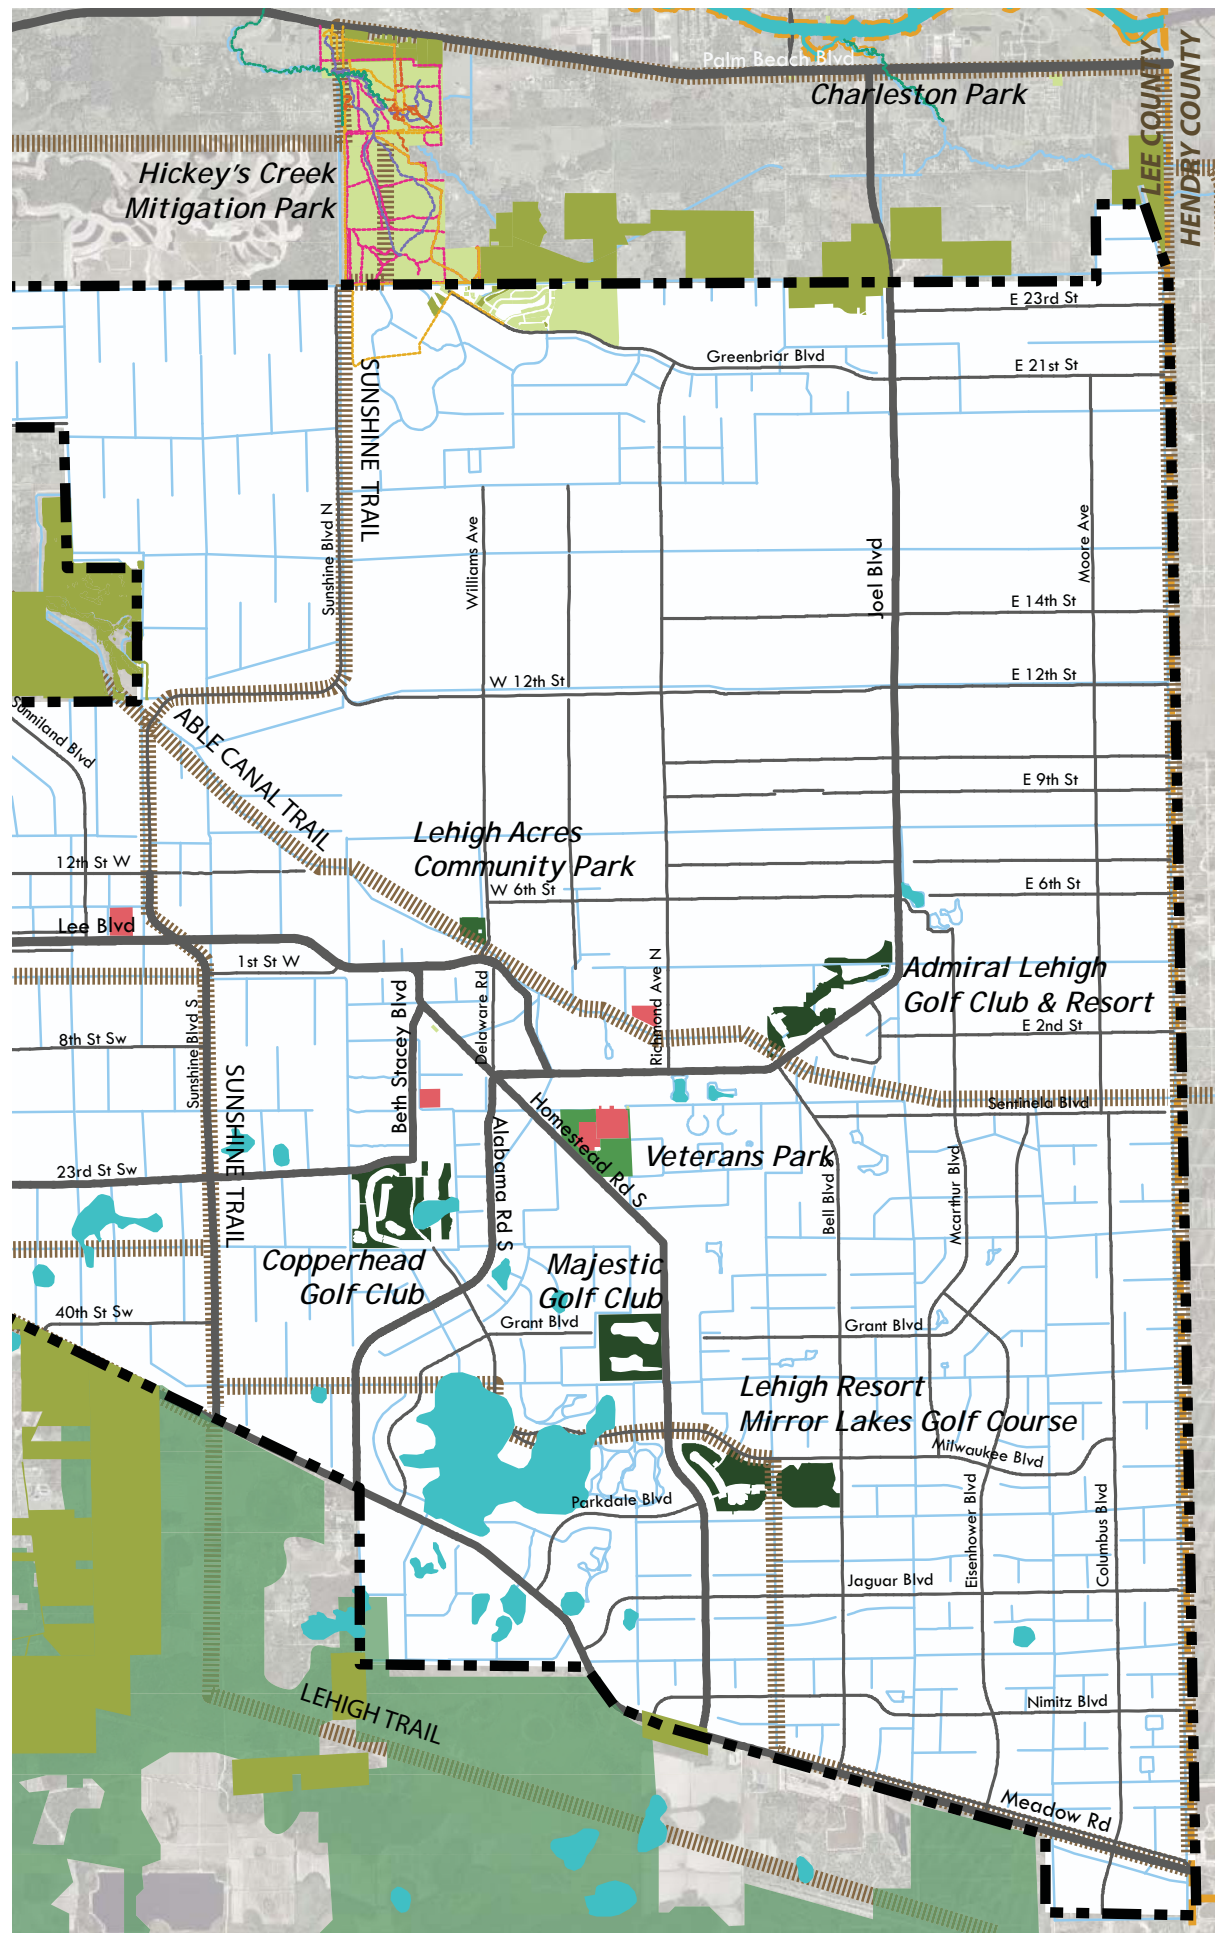 Palm Beach Blvd
Charleston Park
LEE COUNTY
HENDRY COUNTY
Hickey's Creek
Mitigation Park
E 23rd St
Greenbriar Blvd
E 21st St
SUNSHINE TRAIL
Sunshine Blvd N
Williams Ave
Joel Blvd
Moore Ave
E 14th St
W 12th St
E 12th St
Sunniland Blvd
ABLE CANAL TRAIL
E 9th St
Lehigh Acres
Community Park
12th St W
W 6th St
E 6th St
Lee Blvd
1st St W
Beth Stacey Blvd
Delaware Rd
Richmond Ave N
Admiral Lehigh
Golf Club & Resort
E 2nd St
8th St Sw
Sunshine Blvd S
SUNSHINE TRAIL
Homestead Rd S
Alabama Rd S
Sentinela Blvd
Veterans Park
23rd St Sw
Bell Blvd S
Mcarthur Blvd
Copperhead
Golf Club
Majestic
Golf Club
40th St Sw
Grant Blvd
Grant Blvd
Lehigh Resort
Mirror Lakes Golf Course
Milwaukee Blvd
Parkdale Blvd
Eisenhower Blvd
Columbus Blvd
Jaguar Blvd
LEHIGH TRAIL
Nimitz Blvd
Meadow Rd